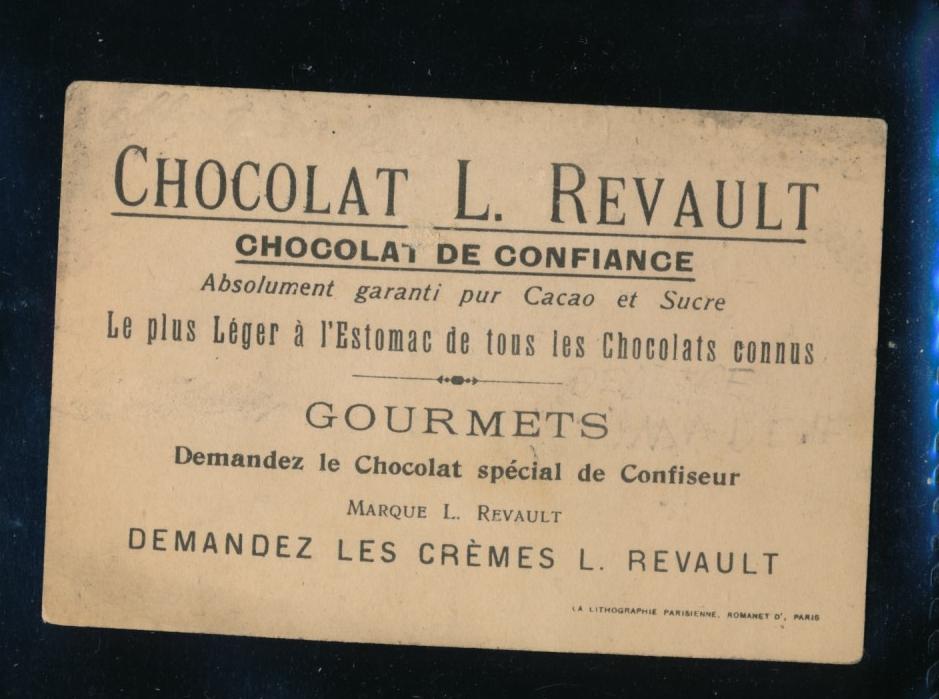 CHOCOLAT L. REVAULT
CHOCOLAT DE CONFIANCE
Absolument garanti pur Cacao et Sucre
Le plus Léger à l'Estomac de tous les Chocolats connus
GOURMETS
Demandez le Chocolat spécial de Confiseur
MARQUE L. REVAULT
DEMANDEZ LES CRÈMES L. REVAULT
LA LITHOGRAPHIE PARISIENNE, ROMANET Dr, PARIS